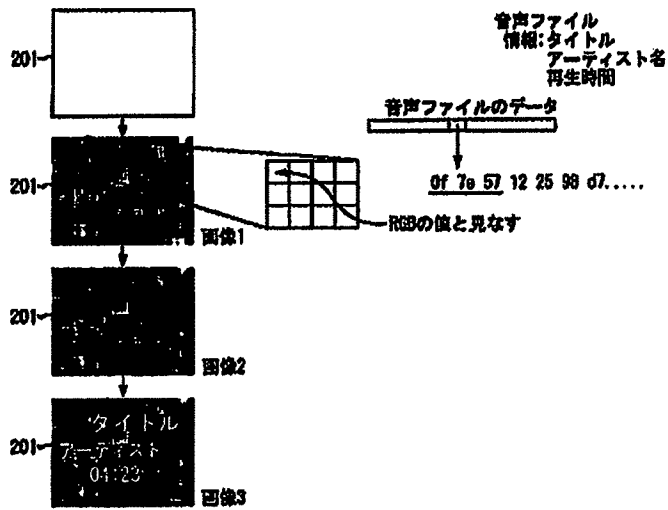 音声ファイル
情報:タイトル
アーティスト名
再生時間
201
音声ファイルのデータ
201
0f 7e 57 12 25 98 d7.....
RGBの値と見なす
画像1
201
画像2
タイトル
201
アーティスト
04:23
画像3